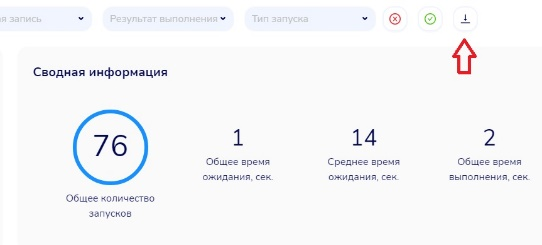 запись Результат выполнения Тип запуска
Сводная информация
76 1 14 2
Общее время Среднее время Общее время
ожидания, сек. ожидания, сек. выполнения, сек.
Общее количество
запусков